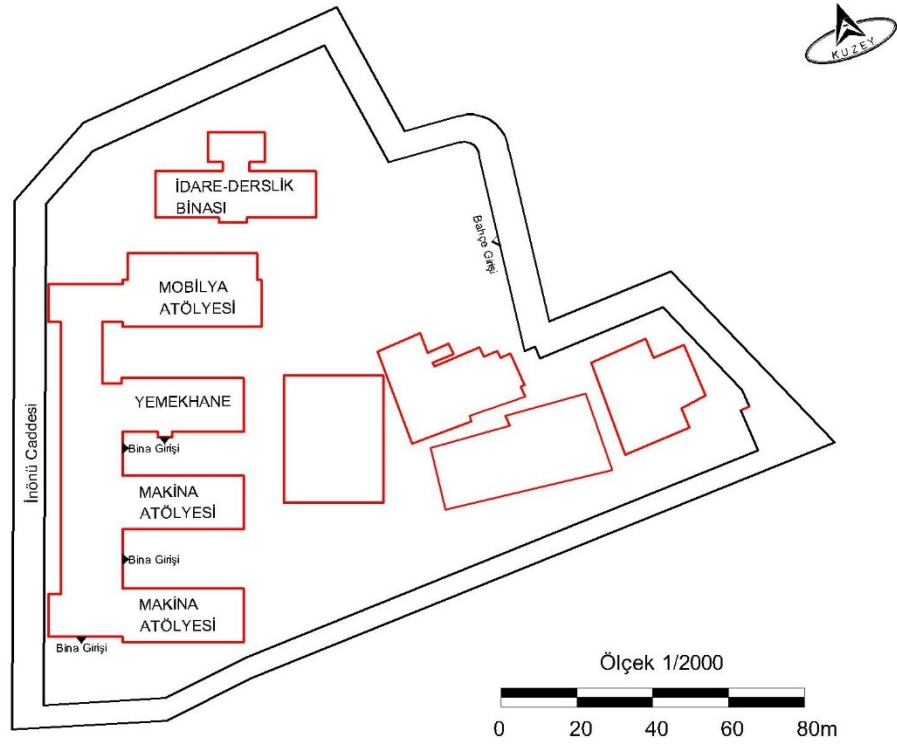 KUZEY
İDARE-DERSLİK
BİNASI
Bahçe Girişi
MOBİLYA
ATÖLYESİ
YEMEKHANE
İnönü Caddesi
Bina Girişi
MAKİNA
ATÖLYESİ
Bina Girişi
MAKİNA
ATÖLYESİ
Bina Girişi
Ölçek 1/2000
0 20 40 60 80m